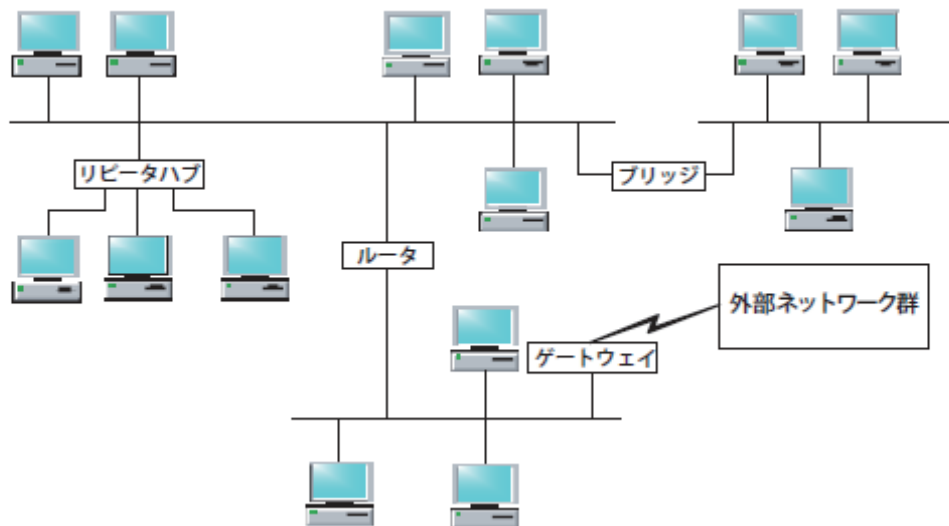 リピータハブ
ブリッジ
ルータ
外部ネットワーク群
ゲートウェイ